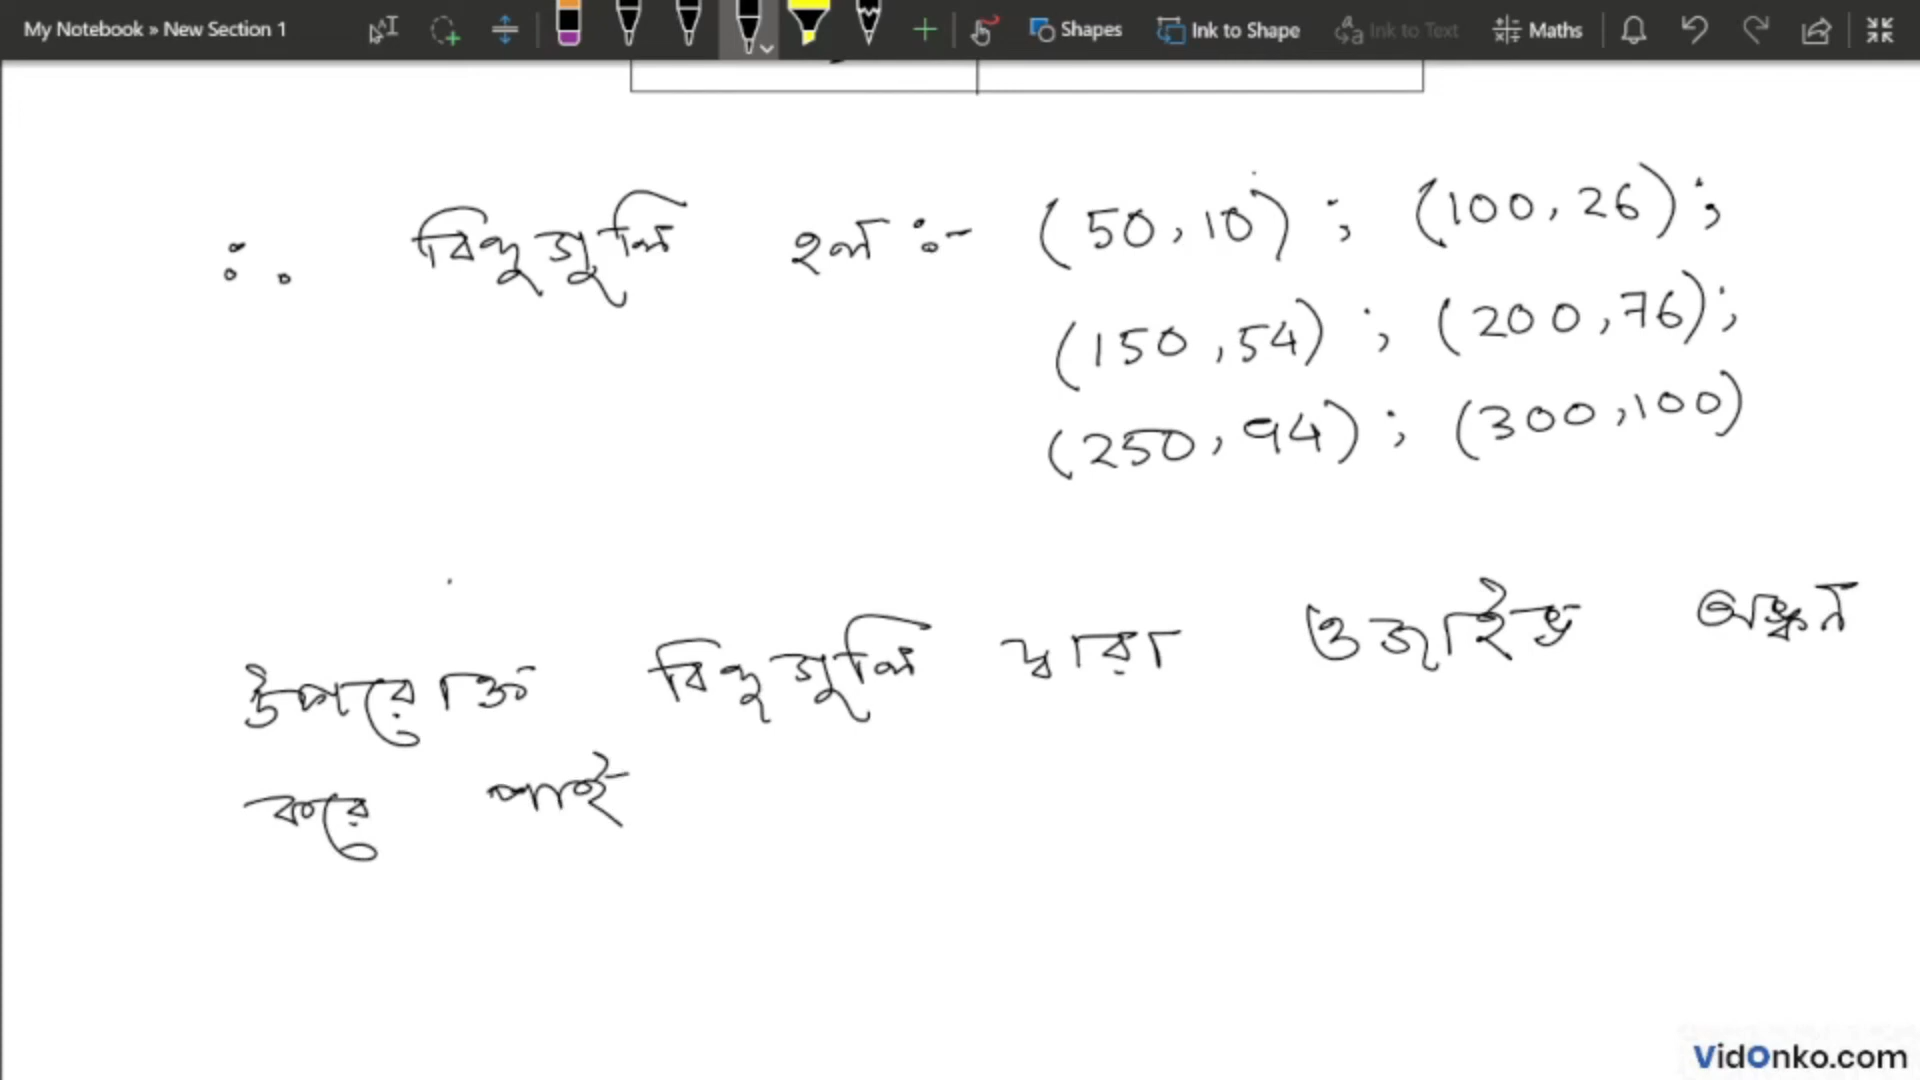 My Notebook » New Section 1 Shapes Ink to Shape Ink to Text Maths
∴ বিন্দুগুলি হল :- (50, 10) ; (100, 26) ;
(150, 54) ; (200, 76) ;
(250, 94) ; (300, 100)
উপরোক্ত বিন্দুগুলি দ্বারা ওজাইভ অঙ্কন
করে পাই
VidOnko.com